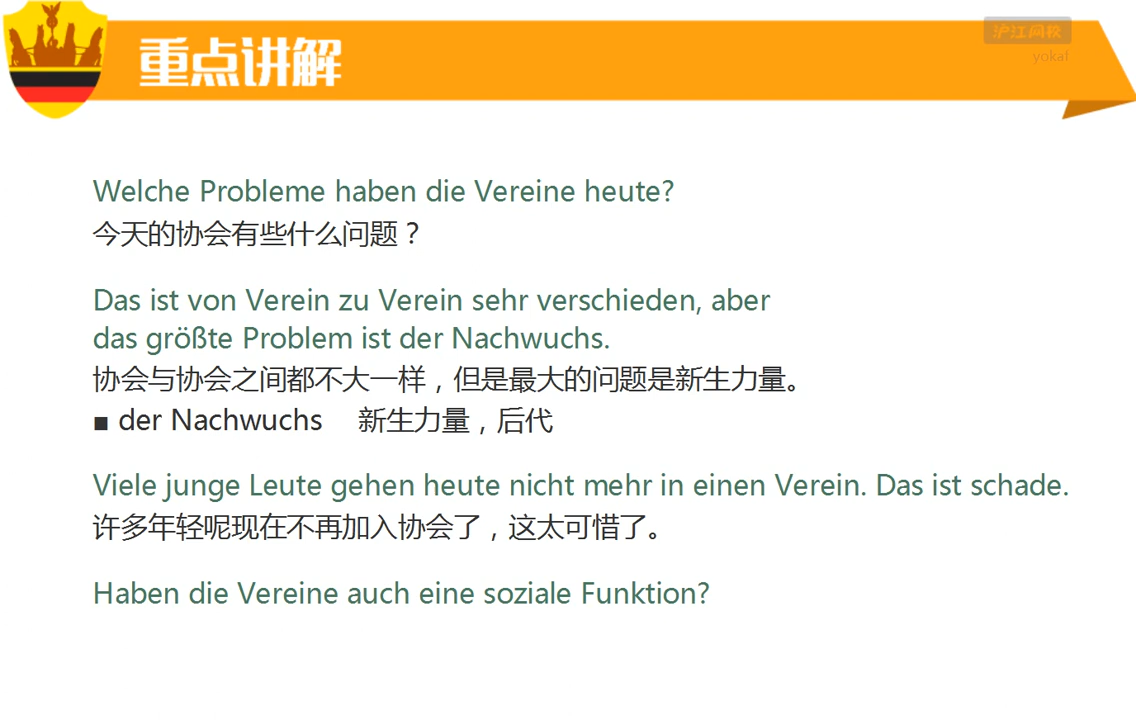 重点讲解
沪江网校
yoka1
Welche Probleme haben die Vereine heute?
今天的协会有些什么问题？
Das ist von Verein zu Verein sehr verschieden, aber
das größte Problem ist der Nachwuchs.
协会与协会之间都不大一样，但是最大的问题是新生力量。
■ der Nachwuchs 新生力量，后代
Viele junge Leute gehen heute nicht mehr in einen Verein. Das ist schade.
许多年轻呢现在不再加入协会了，这太可惜了。
Haben die Vereine auch eine soziale Funktion?